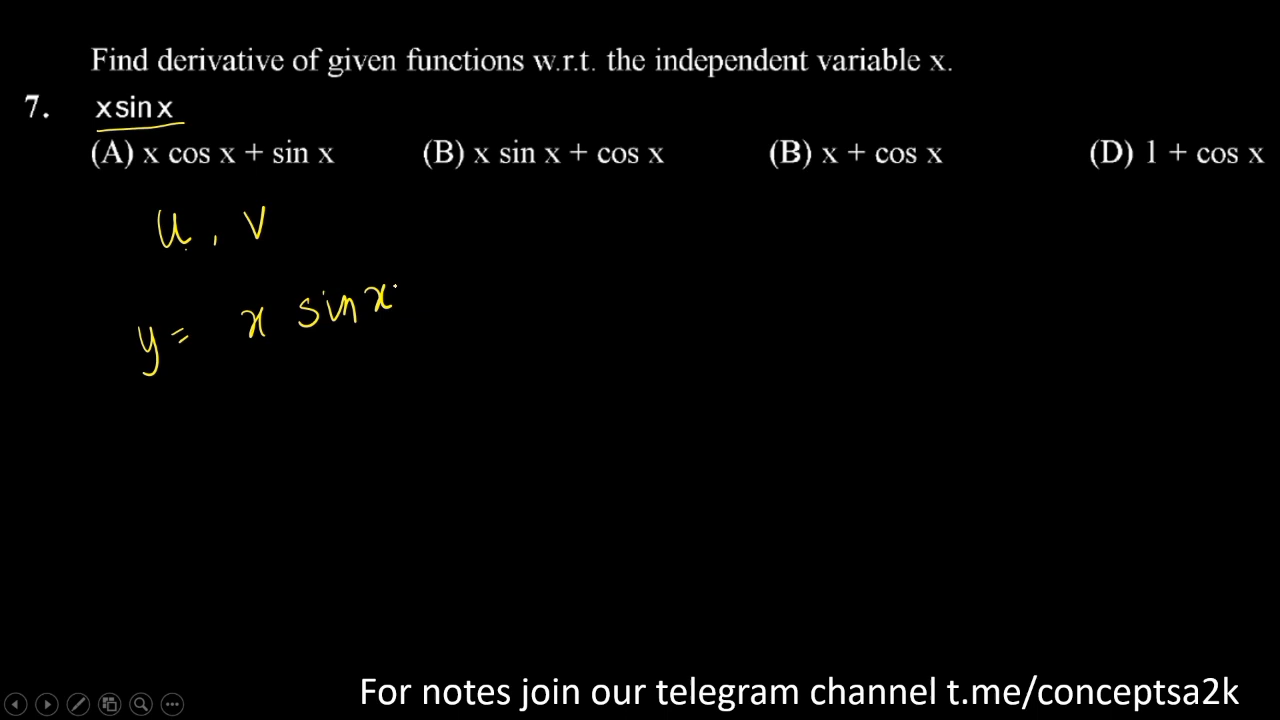 Find derivative of given functions w.r.t. the independent variable x.
7. x sin x
(A) x cos x + sin x (B) x sin x + cos x (B) x + cos x (D) 1 + cos x
u , v
y = x sin x
For notes join our telegram channel t.me/conceptsa2k